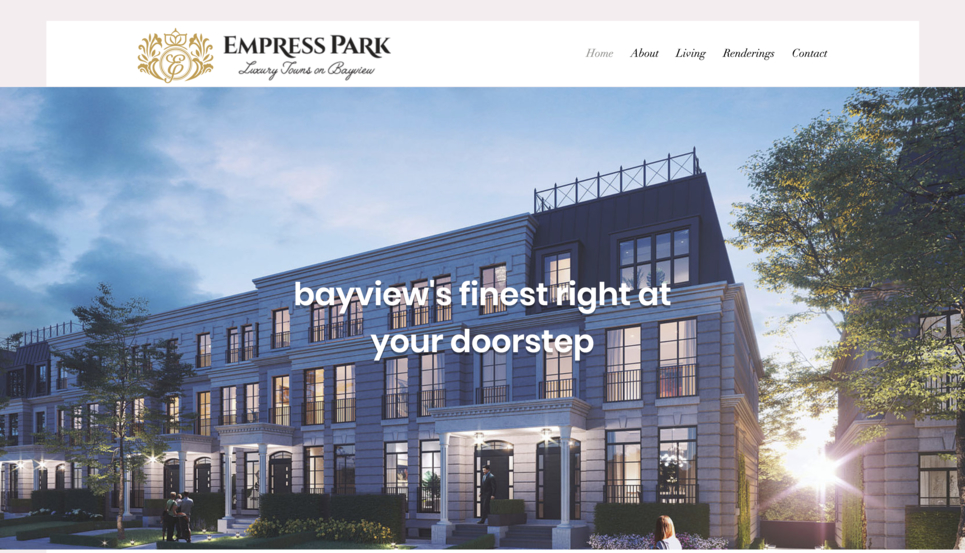 EMPRESS PARK
Luxury Towns on Bayview
E
Home About Living Renderings Contact
bayview's finest right at
your doorstep